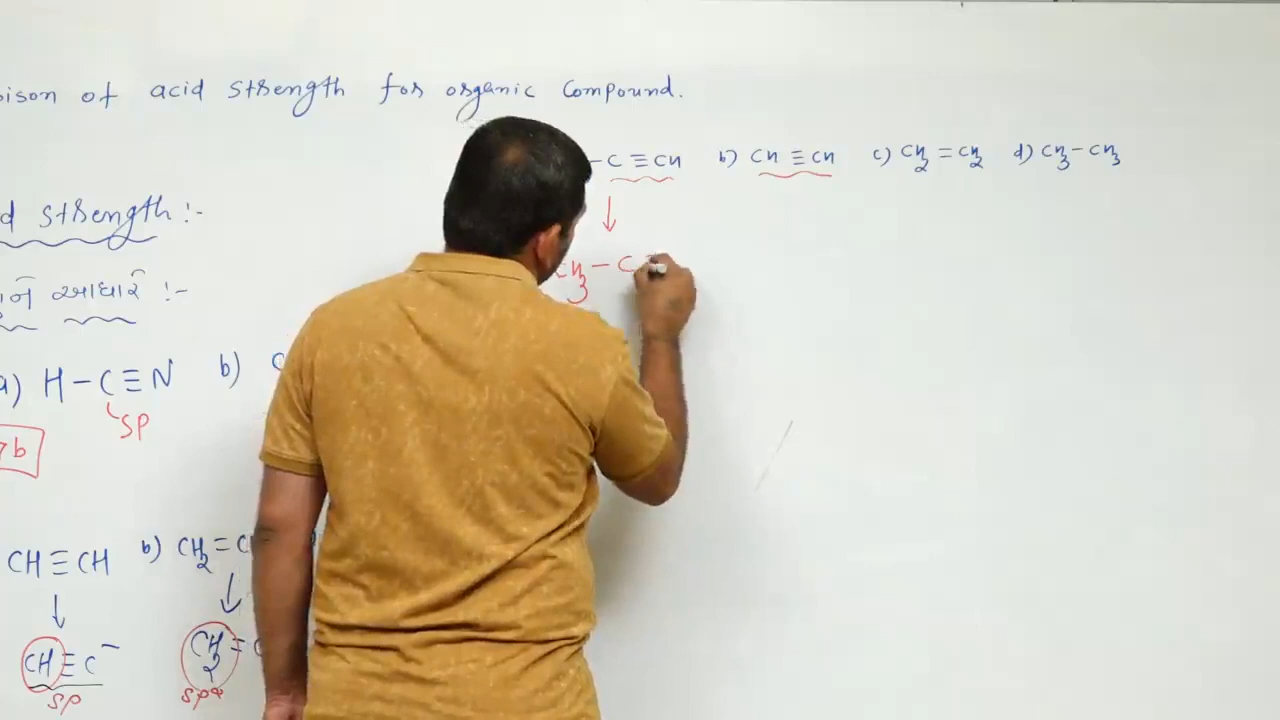 of acid strength for organic compound.
–C≡CH b) CH≡CH c) CH₂=CH₂ d) CH₃–CH₃
↓
CH₃–C
strength :-
આધારે :-
a) H–C≡N b)
sp
b
CH≡CH b) CH₂=
↓ ↓
CH≡C⁻ CH₂=
sp sp²